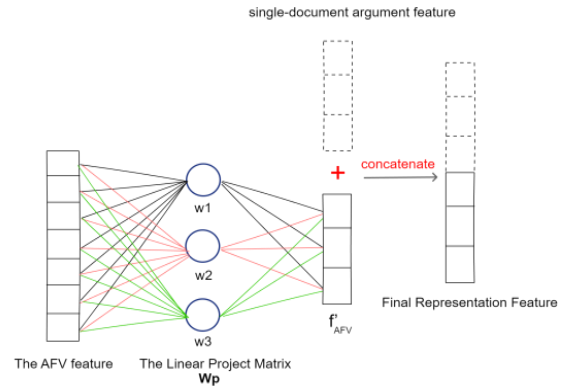 single-document argument feature
+
concatenate
w1
w2
w3
f'AFV
Final Representation Feature
The AFV feature
The Linear Project Matrix
Wp